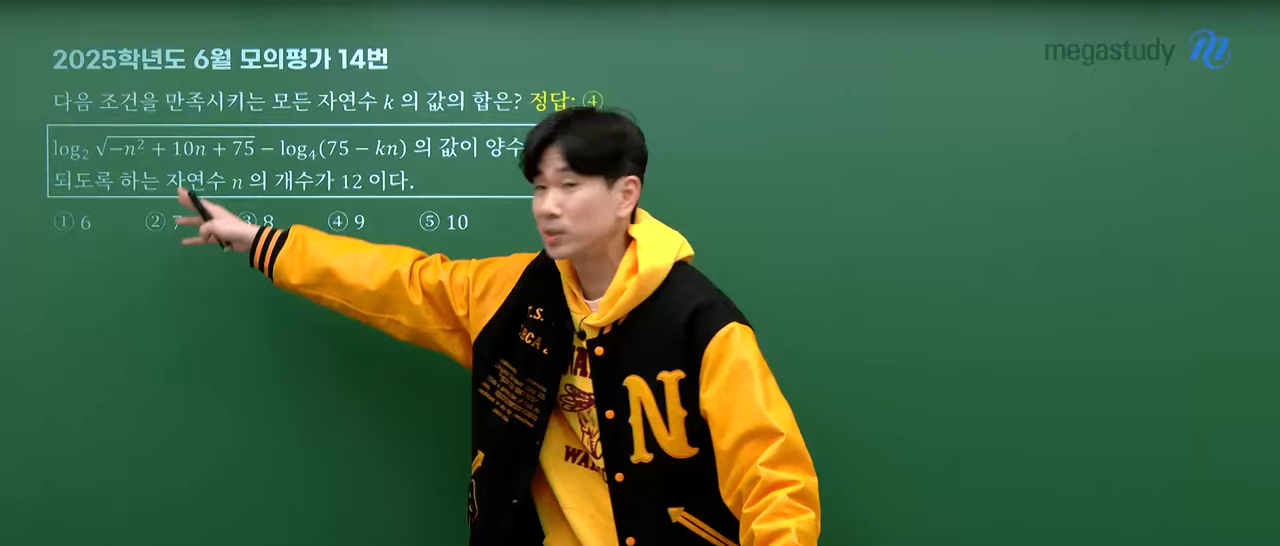 megastudy
2025학년도 6월 모의평가 14번
다음 조건을 만족시키는 모든 자연수 k 의 값의 합은? 정답: ④
log₂ √(-n² + 10n + 75) - log₄(75 - kn) 의 값이 양수
되도록 하는 자연수 n 의 개수가 12 이다.
① 6 ② 7 ③ 8 ④ 9 ⑤ 10
N